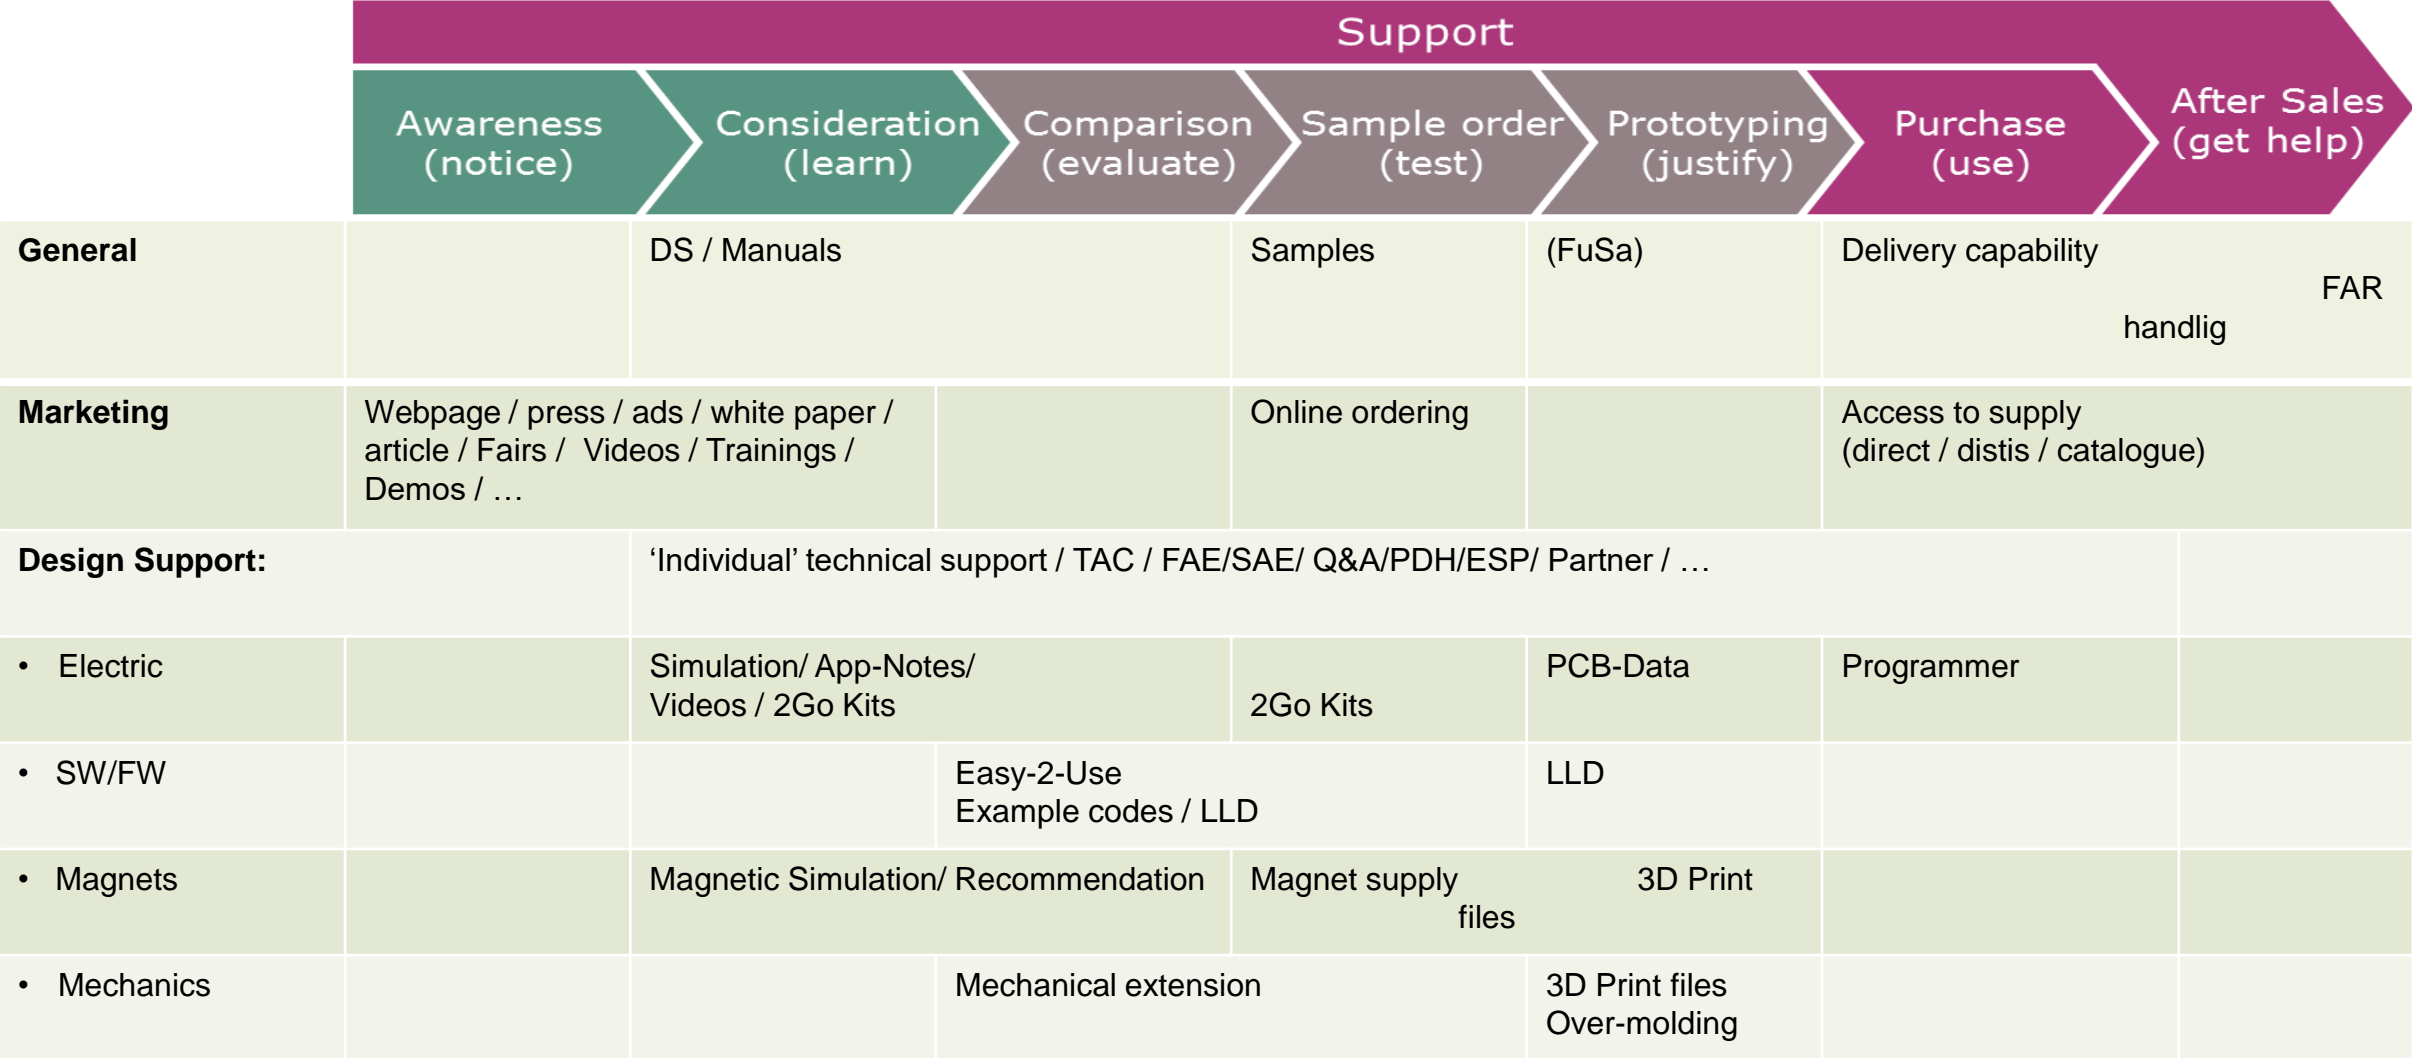 Support
Awareness
(notice)
Consideration
(learn)
Comparison
(evaluate)
Sample order
(test)
Prototyping
(justify)
Purchase
(use)
After Sales
(get help)
General
DS / Manuals
Samples
(FuSa)
Delivery capability
FAR
handlig
Marketing
Webpage / press / ads / white paper /
article / Fairs / Videos / Trainings /
Demos / …
Online ordering
Access to supply
(direct / distis / catalogue)
Design Support:
‘Individual’ technical support / TAC / FAE/SAE/ Q&A/PDH/ESP/ Partner / …
• Electric
Simulation/ App-Notes/
Videos / 2Go Kits
2Go Kits
PCB-Data
Programmer
• SW/FW
Easy-2-Use
Example codes / LLD
LLD
• Magnets
Magnetic Simulation/ Recommendation
Magnet supply 3D Print
files
• Mechanics
Mechanical extension
3D Print files
Over-molding